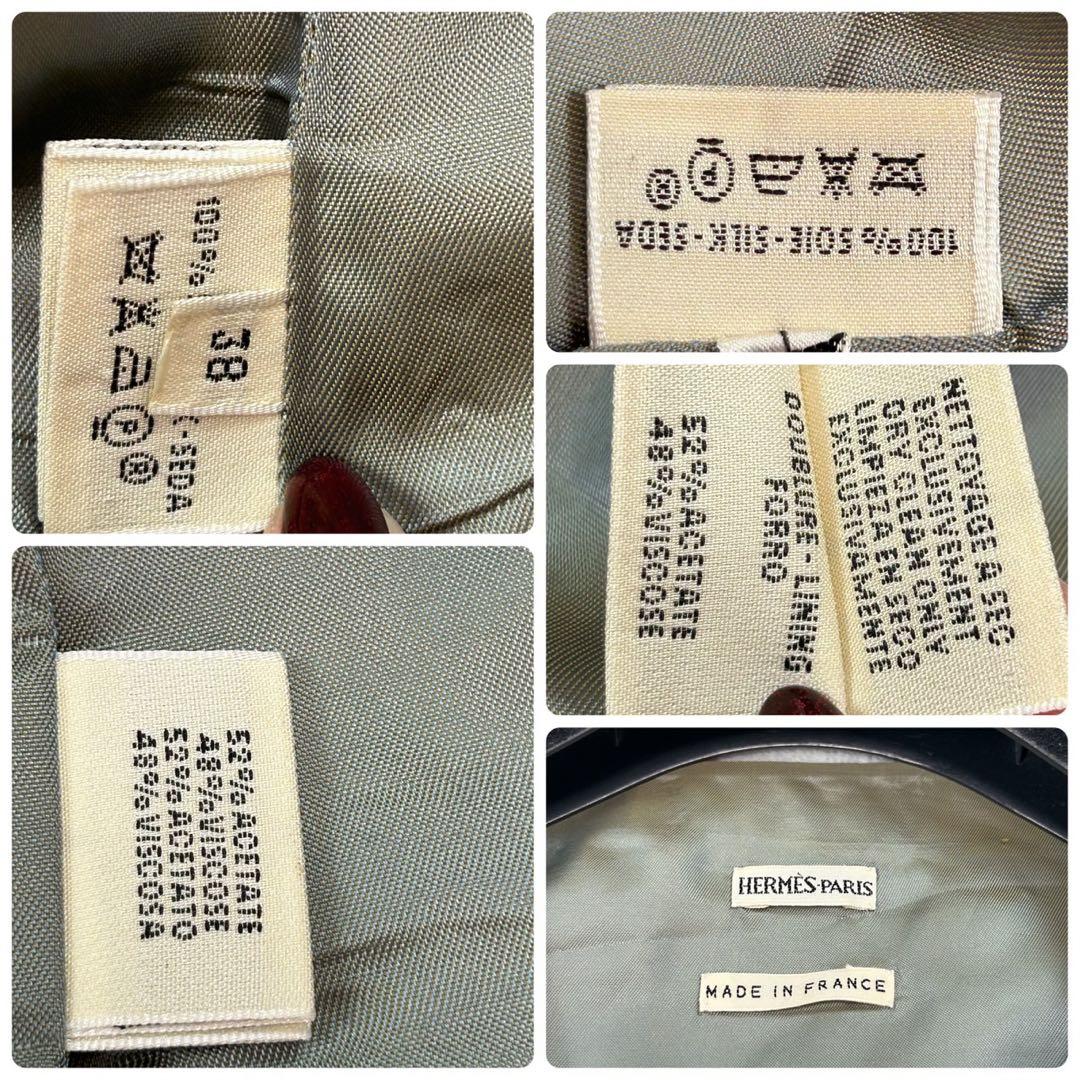 100% -SEDA
P R
38
100% SOIE-SILK-SEDA
P R
NETTOYAGE A SEC
EXCLUSIVEMENT
DRY CLEAN ONLY
LIMPIEZA EN SECO
EXCLUSIVAMENTE
DOUBLURE - LINING
FORRO
52% ACETATE
48% VISCOSE
52% ACETATE
48% VISCOSE
52% ACETATO
48% VISCOSA
HERMÈS-PARIS
MADE IN FRANCE